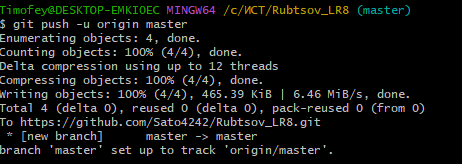 Timofey@DESKTOP-EMKI0EC MINGW64 /c/ИСТ/Rubtsov_LR8 (master)
$ git push -u origin master
Enumerating objects: 4, done.
Counting objects: 100% (4/4), done.
Delta compression using up to 12 threads
Compressing objects: 100% (4/4), done.
Writing objects: 100% (4/4), 465.39 KiB | 6.46 MiB/s, done.
Total 4 (delta 0), reused 0 (delta 0), pack-reused 0 (from 0)
To https://github.com/Sato4242/Rubtsov_LR8.git
 * [new branch]      master -> master
branch 'master' set up to track 'origin/master'.